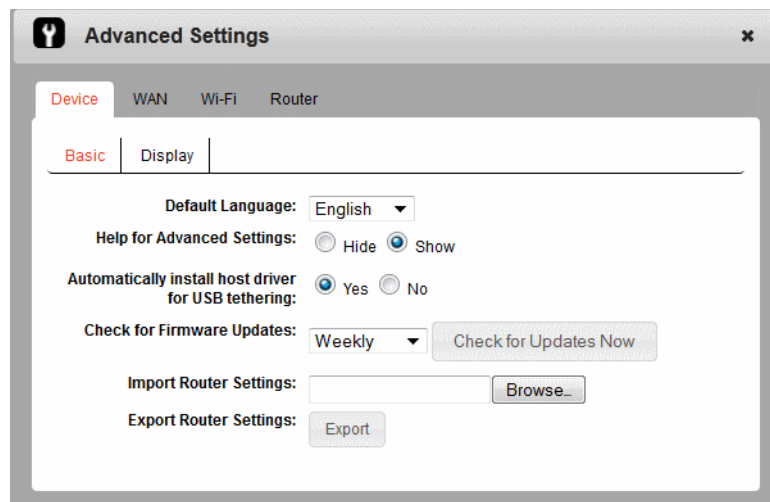 Advanced Settings
Device WAN Wi-Fi Router
Basic Display
Default Language: English
Help for Advanced Settings: Hide Show
Automatically install host driver
for USB tethering: Yes No
Check for Firmware Updates: Weekly Check for Updates Now
Import Router Settings: Browse...
Export Router Settings: Export